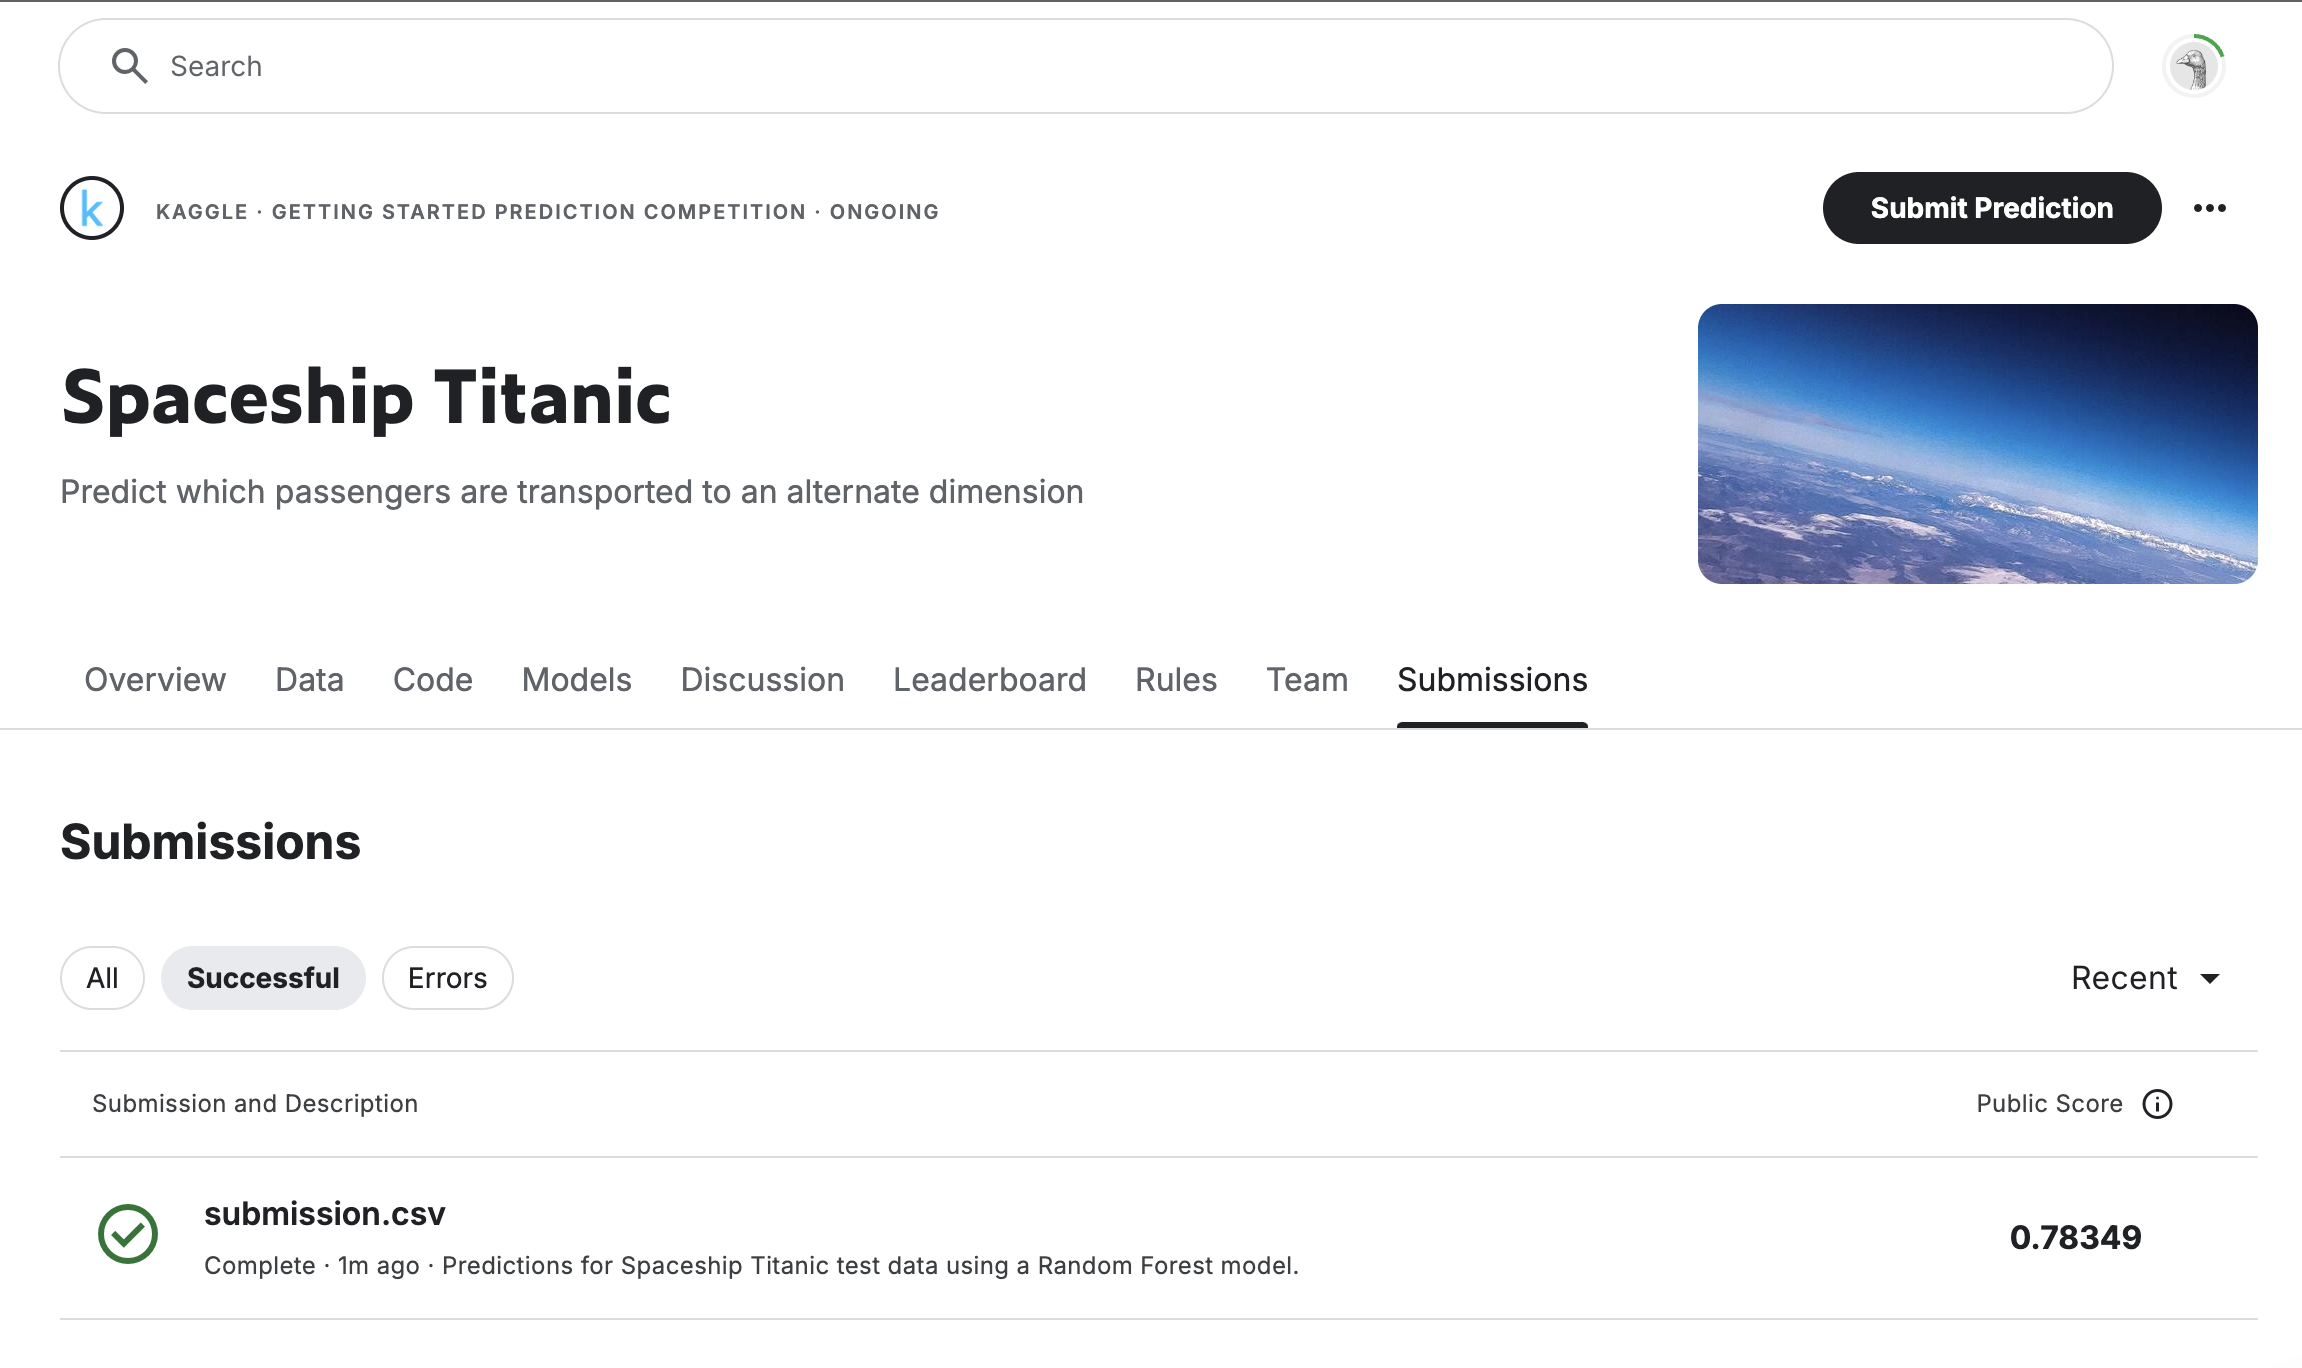 Search
k
KAGGLE · GETTING STARTED PREDICTION COMPETITION · ONGOING
Submit Prediction
Spaceship Titanic
Predict which passengers are transported to an alternate dimension
Overview Data Code Models Discussion Leaderboard Rules Team Submissions
Submissions
All Successful Errors Recent
Submission and Description Public Score
submission.csv
0.78349
Complete · 1m ago · Predictions for Spaceship Titanic test data using a Random Forest model.